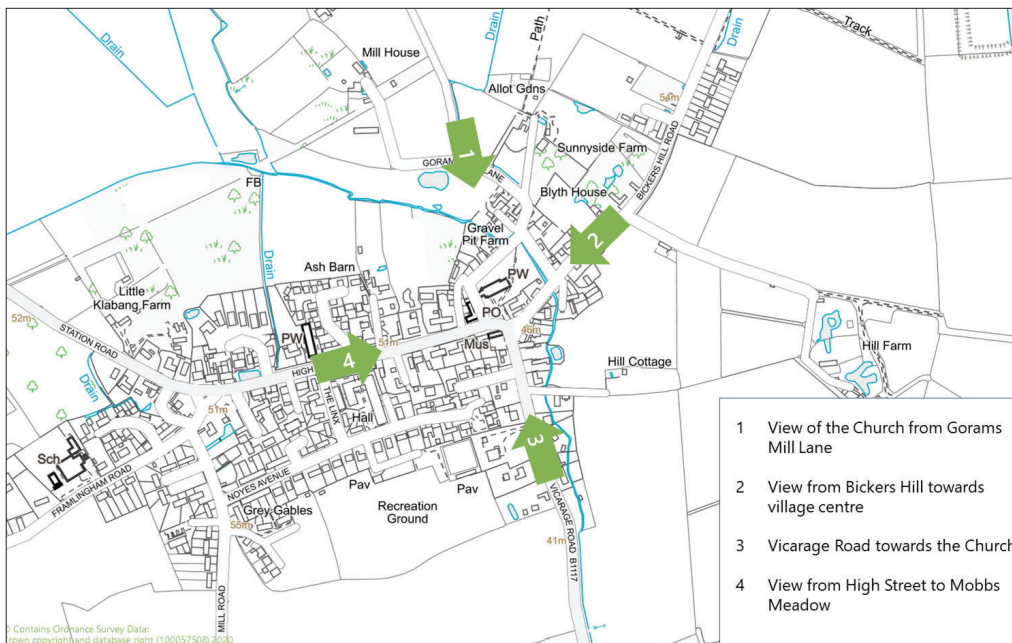 Drain
Mill House
Drain
Path
Drain
Track
Allot Gdns
54m
Sunnyside Farm
BICKERS HILL ROAD
1
GORAM
LANE
FB
Blyth House
2
Gravel
Pit Farm
Ash Barn
Drain
PW
Little
Klabang Farm
52m
STATION ROAD
PO
PW
51m
46m
Mus
Hill Farm
4
HIGH
Hill Cottage
Drain
THE LINK
51m
Hall
3
Sch
NOYES AVENUE
FRAMLINGHAM ROAD
Pav
Pav
Grey Gables
Recreation
Ground
55m
VICARAGE ROAD B1117
41m
MILL ROAD
1 View of the Church from Gorams
Mill Lane
2 View from Bickers Hill towards
village centre
3 Vicarage Road towards the Church
4 View from High Street to Mobbs
Meadow
© Contains Ordnance Survey Data:
Crown copyright and database right (100057508) 2020